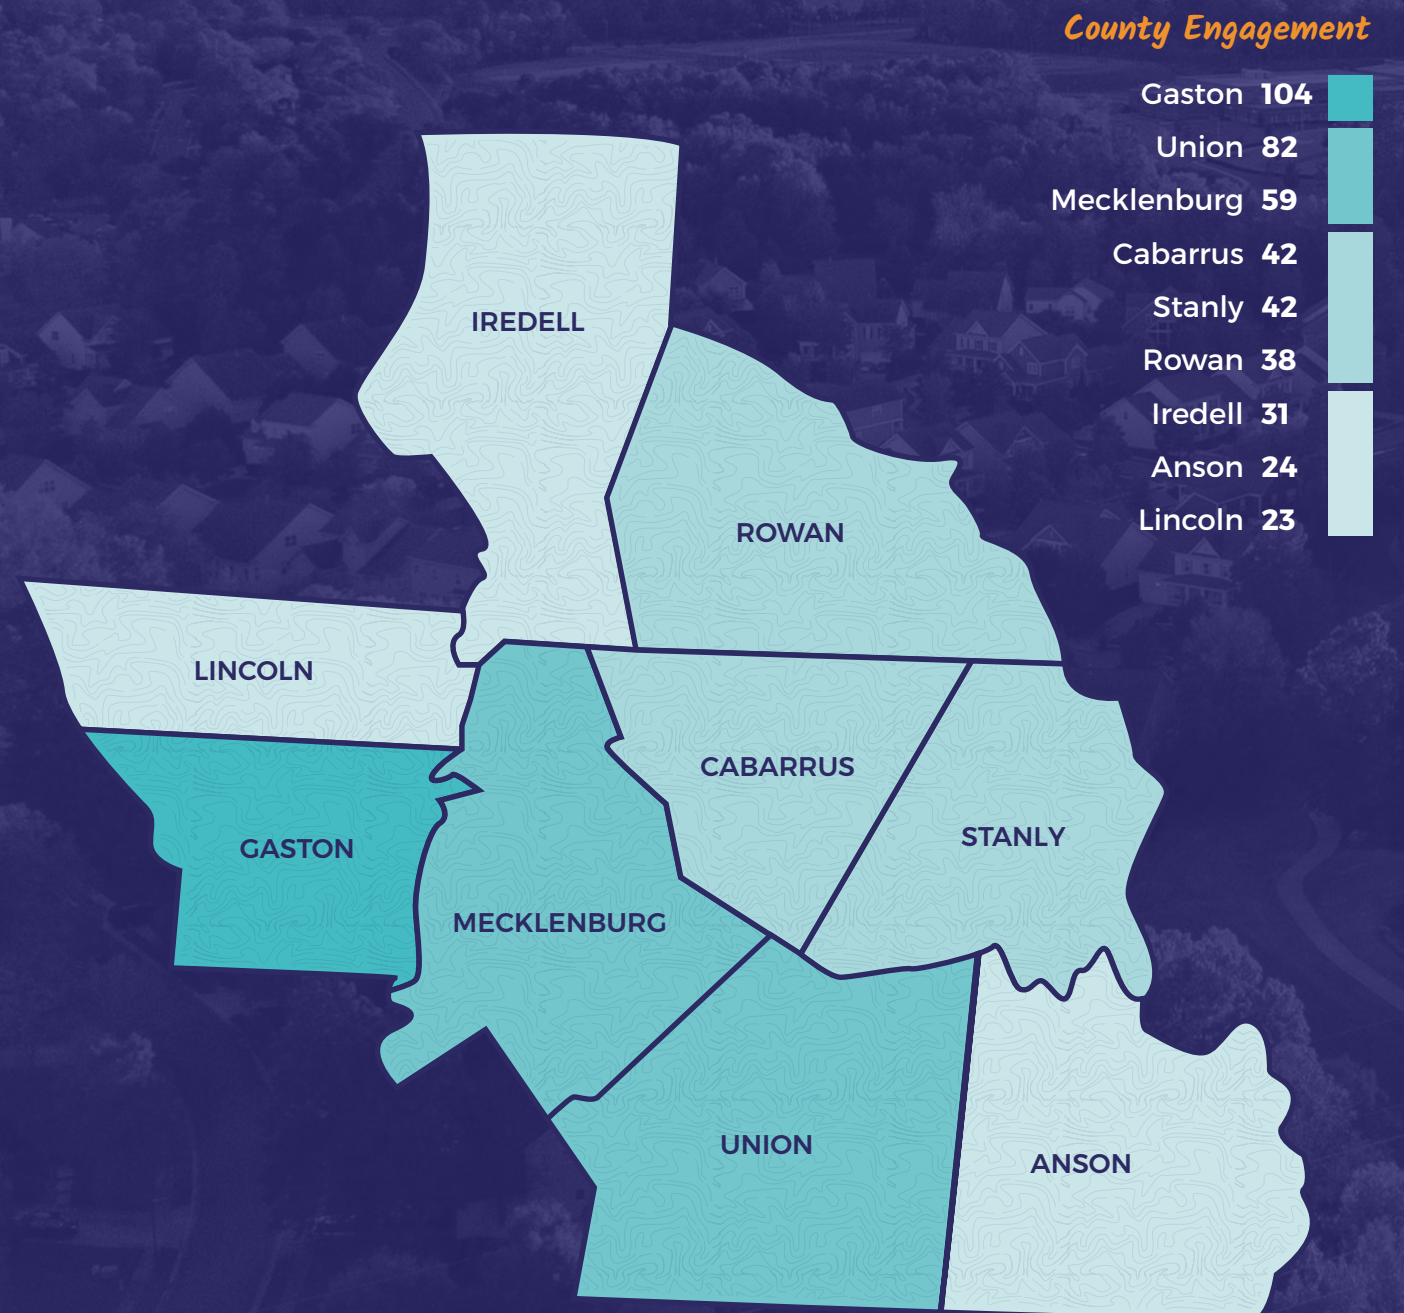 County Engagement
Gaston 104
Union 82
Mecklenburg 59
Cabarrus 42
Stanly 42
Rowan 38
Iredell 31
Anson 24
Lincoln 23
IREDELL
ROWAN
LINCOLN
CABARRUS
STANLY
GASTON
MECKLENBURG
UNION
ANSON